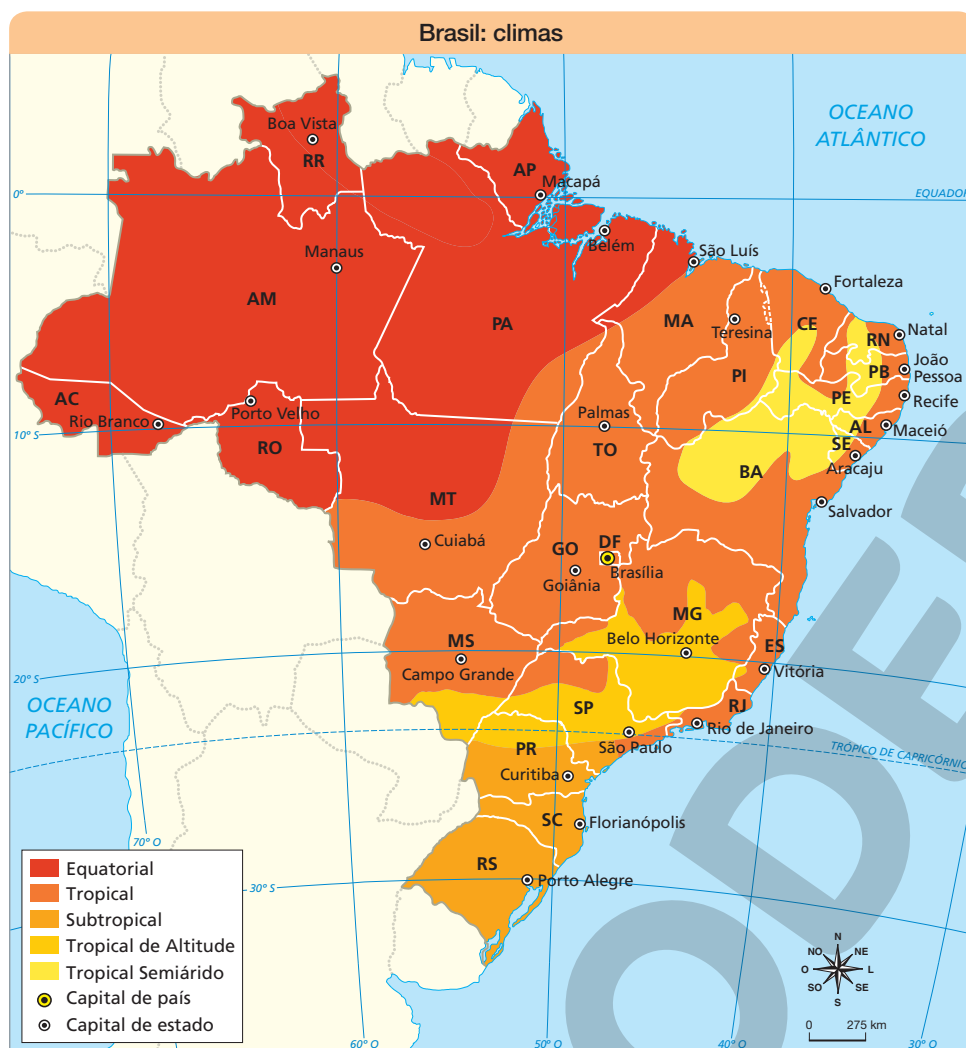 Brasil: climas
OCEANO
ATLÂNTICO
Boa Vista
RR
AP
Macapá
0°
EQUADOR
Belém
Manaus
São Luís
AM
PA
Fortaleza
MA
Teresina
CE
RN
Natal
João
Pessoa
PB
PI
AC
PE
Recife
Rio Branco
Porto Velho
Palmas
AL
Maceió
10° S
RO
TO
SE
Aracaju
BA
MT
Salvador
Cuiabá
GO
DF
Goiânia
Brasília
MG
Belo Horizonte
MS
ES
Campo Grande
Vitória
20° S
OCEANO
PACÍFICO
SP
RJ
Rio de Janeiro
São Paulo
TRÓPICO DE CAPRICÓRNIO
PR
Curitiba
SC
Florianópolis
70° O
RS
Porto Alegre
30° S
Equatorial
Tropical
Subtropical
Tropical de Altitude
Tropical Semiárido
Capital de país
Capital de estado
N
NO
NE
O
L
SO
SE
S
0
275 km
60° O
50° O
40° O
30° O